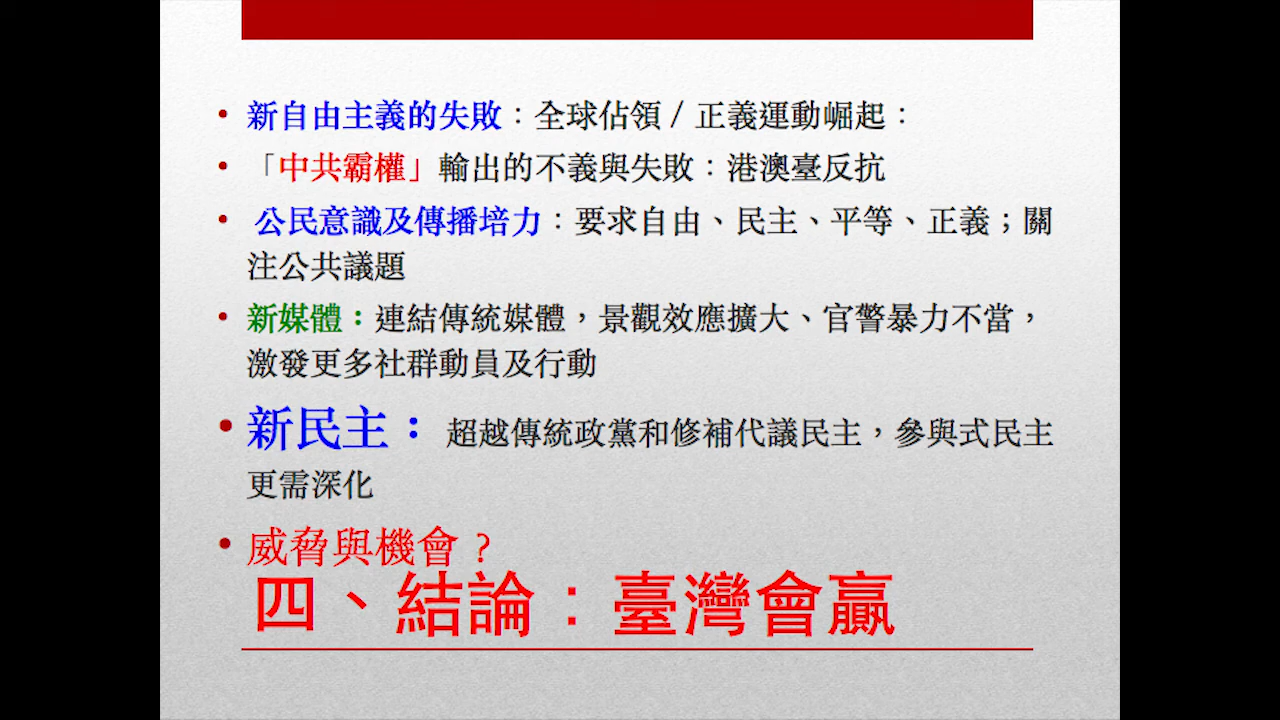 • 新自由主義的失敗：全球佔領 / 正義運動崛起：
• 「中共霸權」輸出的不義與失敗：港澳臺反抗
• 公民意識及傳播培力：要求自由、民主、平等、正義；關
注公共議題
• 新媒體：連結傳統媒體，景觀效應擴大、官警暴力不當，
激發更多社群動員及行動
• 新民主： 超越傳統政黨和修補代議民主，參與式民主
更需深化
• 威脅與機會？
四、結論：臺灣會贏